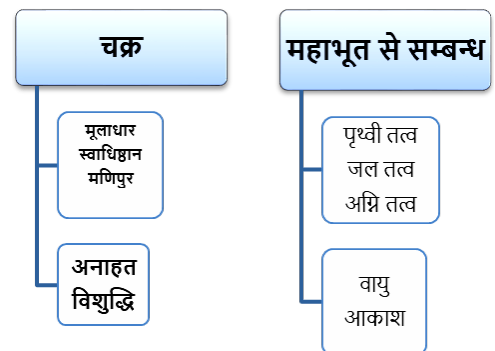 चक्र
मूलाधार
स्वाधिष्ठान
मणिपुर
अनाहत
विशुद्धि
महाभूत से सम्बन्ध
पृथ्वी तत्व
जल तत्व
अग्नि तत्व
वायु
आकाश